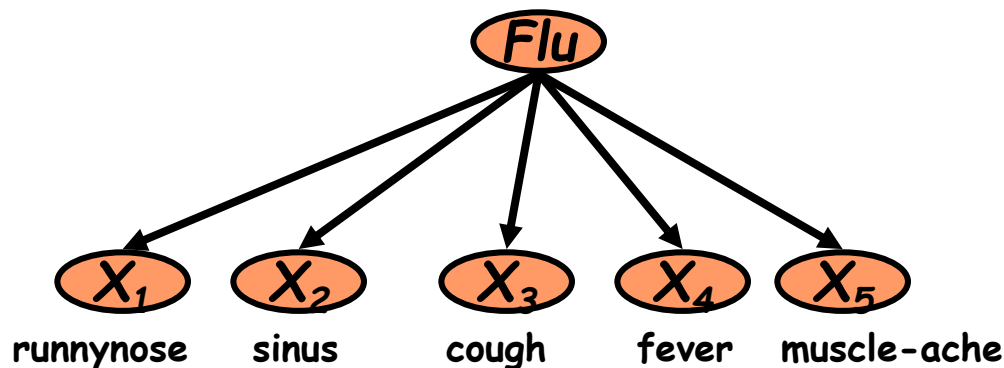 Flu
X₁ X₂ X₃ X₄ X₅
runnynose sinus cough fever muscle-ache